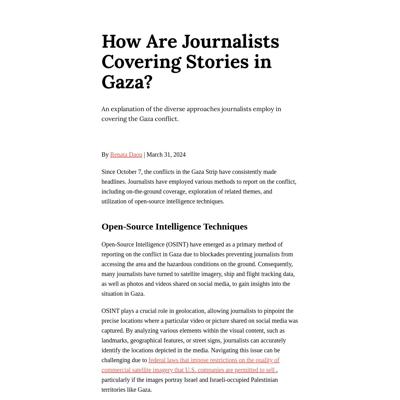 How Are Journalists
Covering Stories in
Gaza?
An explanation of the diverse approaches journalists employ in
covering the Gaza conflict.
By Renata Daou | March 31, 2024
Since October 7, the conflicts in the Gaza Strip have consistently made
headlines. Journalists have employed various methods to report on the conflict,
including on-the-ground coverage, exploration of related themes, and
utilization of open-source intelligence techniques.
Open-Source Intelligence Techniques
Open-Source Intelligence (OSINT) have emerged as a primary method of
reporting on the conflict in Gaza due to blockades preventing journalists from
accessing the area and the hazardous conditions on the ground. Consequently,
many journalists have turned to satellite imagery, ship and flight tracking data,
as well as photos and videos shared on social media, to gain insights into the
situation in Gaza.
OSINT plays a crucial role in geolocation, allowing journalists to pinpoint the
precise locations where a particular video or picture shared on social media was
captured. By analyzing various elements within the visual content, such as
landmarks, geographical features, or street signs, journalists can accurately
identify the locations depicted in the media. Navigating this issue can be
challenging due to federal laws that impose restrictions on the quality of
commercial satellite imagery that U.S. companies are permitted to sell ,
particularly if the images portray Israel and Israeli-occupied Palestinian
territories like Gaza.